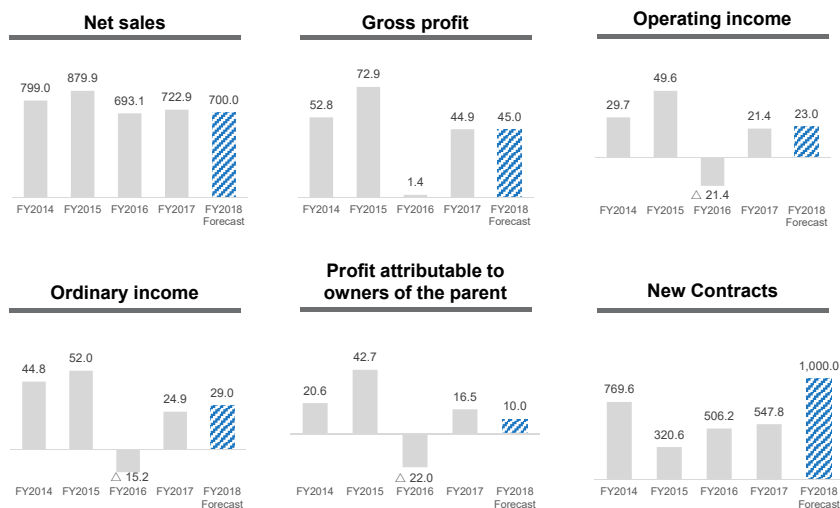 Net sales
799.0
879.9
693.1
722.9
700.0
FY2014
FY2015
FY2016
FY2017
FY2018
Forecast
Gross profit
52.8
72.9
1.4
44.9
45.0
FY2014
FY2015
FY2016
FY2017
FY2018
Forecast
Operating income
29.7
49.6
△ 21.4
21.4
23.0
FY2014
FY2015
FY2016
FY2017
FY2018
Forecast
Ordinary income
44.8
52.0
△ 15.2
24.9
29.0
FY2014
FY2015
FY2016
FY2017
FY2018
Forecast
Profit attributable to
owners of the parent
20.6
42.7
△ 22.0
16.5
10.0
FY2014
FY2015
FY2016
FY2017
FY2018
Forecast
New Contracts
769.6
320.6
506.2
547.8
1,000.0
FY2014
FY2015
FY2016
FY2017
FY2018
Forecast